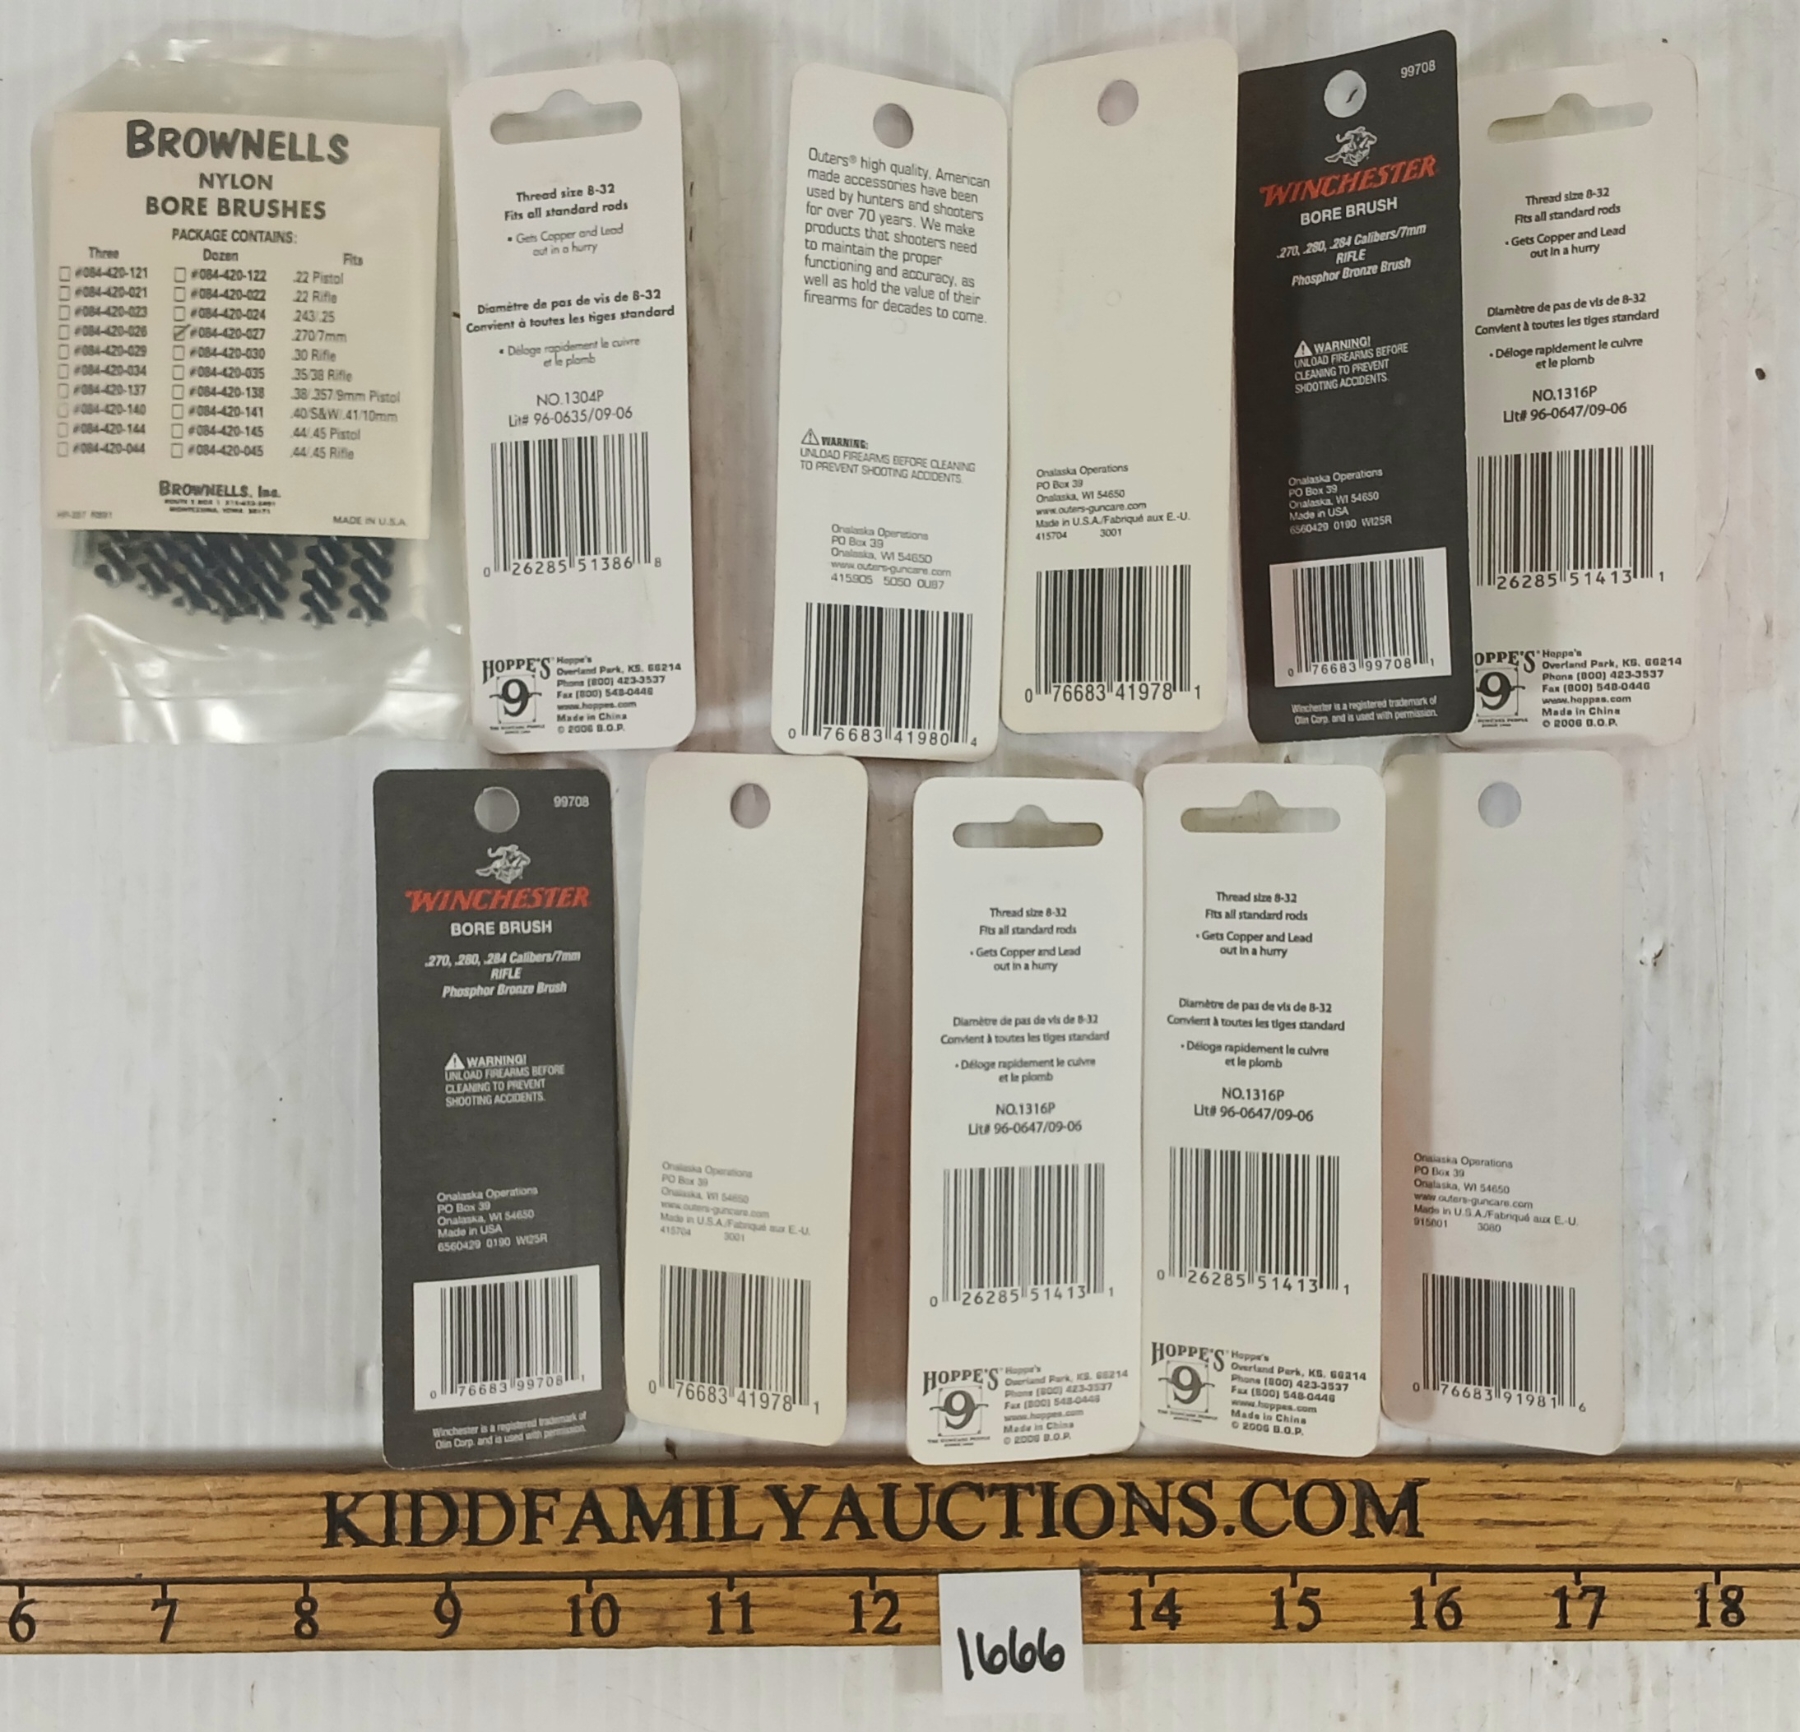 BROWNELLS
NYLON
BORE BRUSHES
PACKAGE CONTAINS:
Three Dozen Fits
#084-420-121 #084-420-122 .22 Pistol
#084-420-021 #084-420-022 .22 Rifle
#084-420-023 #084-420-024 .243/.25
#084-420-026 #084-420-027 .270/7mm
#084-420-029 #084-420-030 .30 Rifle
#084-420-034 #084-420-035 .35/38 Rifle
#084-420-137 #084-420-138 .38/.357/9mm Pistol
#084-420-140 #084-420-141 .40/S&W/.41/10mm
#084-420-144 #084-420-145 .44/.45 Pistol
#084-420-044 #084-420-045 .44/.45 Rifle
BROWNELLS, Inc.
MONTEZUMA, IOWA 50171
MADE IN U.S.A.
Thread size 8-32
Fits all standard rods
• Gets Copper and Lead
out in a hurry
Diamètre de pas de vis de 8-32
Convient à toutes les tiges standard
• Déloge rapidement le cuivre
et le plomb
NO.1304P
Lit# 96-0635/09-06
0 26285 51386 8
HOPPE'S
9
Hoppe's
Overland Park, KS. 66214
Phone (800) 423-3537
Fax (800) 548-0446
www.hoppes.com
Made in China
© 2006 B.O.P.
Outers® high quality, American
made accessories have been
used by hunters and shooters
for over 70 years. We make
products that shooters need
to maintain the proper
functioning and accuracy, as
well as hold the value of their
firearms for decades to come.
WARNING:
UNLOAD FIREARMS BEFORE CLEANING
TO PREVENT SHOOTING ACCIDENTS.
Onalaska Operations
PO Box 39
Onalaska, WI 54650
www.outers-guncare.com
415905 5050 0U97
0 76683 41980 4
Onalaska Operations
PO Box 39
Onalaska, WI 54650
www.outers-guncare.com
Made in U.S.A./Fabriqué aux E.-U.
415704 3001
0 76683 41978 1
99708
WINCHESTER
BORE BRUSH
.270, .280, .284 Calibers/7mm
RIFLE
Phosphor Bronze Brush
WARNING!
UNLOAD FIREARMS BEFORE
CLEANING TO PREVENT
SHOOTING ACCIDENTS.
Onalaska Operations
PO Box 39
Onalaska, WI 54650
Made in USA
6560429 0190 WI25R
0 76683 99708 1
Winchester is a registered trademark of
Olin Corp. and is used with permission.
Thread size 8-32
Fits all standard rods
• Gets Copper and Lead
out in a hurry
Diamètre de pas de vis de 8-32
Convient à toutes les tiges standard
• Déloge rapidement le cuivre
et le plomb
NO.1316P
Lit# 96-0647/09-06
26285 51413 1
OPPE'S
9
Hoppe's
Overland Park, KS. 66214
Phone (800) 423-3537
Fax (800) 548-0446
www.hoppes.com
Made in China
© 2006 B.O.P.
99708
WINCHESTER
BORE BRUSH
.270, .280, .284 Calibers/7mm
RIFLE
Phosphor Bronze Brush
WARNING!
UNLOAD FIREARMS BEFORE
CLEANING TO PREVENT
SHOOTING ACCIDENTS.
Onalaska Operations
PO Box 39
Onalaska, WI 54650
Made in USA
6560429 0190 WI25R
0 76683 99708 1
Winchester is a registered trademark of
Olin Corp. and is used with permission.
Onalaska Operations
PO Box 39
Onalaska, WI 54650
www.outers-guncare.com
Made in U.S.A./Fabriqué aux E.-U.
415704 3001
0 76683 41978 1
Thread size 8-32
Fits all standard rods
• Gets Copper and Lead
out in a hurry
Diamètre de pas de vis de 8-32
Convient à toutes les tiges standard
• Déloge rapidement le cuivre
et le plomb
NO.1316P
Lit# 96-0647/09-06
0 26285 51413 1
HOPPE'S
9
Hoppe's
Overland Park, KS. 66214
Phone (800) 423-3537
Fax (800) 548-0446
www.hoppes.com
Made in China
© 2006 B.O.P.
Thread size 8-32
Fits all standard rods
• Gets Copper and Lead
out in a hurry
Diamètre de pas de vis de 8-32
Convient à toutes les tiges standard
• Déloge rapidement le cuivre
et le plomb
NO.1316P
Lit# 96-0647/09-06
0 26285 51413 1
HOPPE'S
9
Hoppe's
Overland Park, KS. 66214
Phone (800) 423-3537
Fax (800) 548-0446
www.hoppes.com
Made in China
© 2006 B.O.P.
Onalaska Operations
PO Box 39
Onalaska, WI 54650
www.outers-guncare.com
Made in U.S.A./Fabriqué aux E.-U.
915801 3080
0 76683 91981 6
KIDDFAMILYAUCTIONS.COM
6 7 8 9 10 11 12 14 15 16 17 18
1666